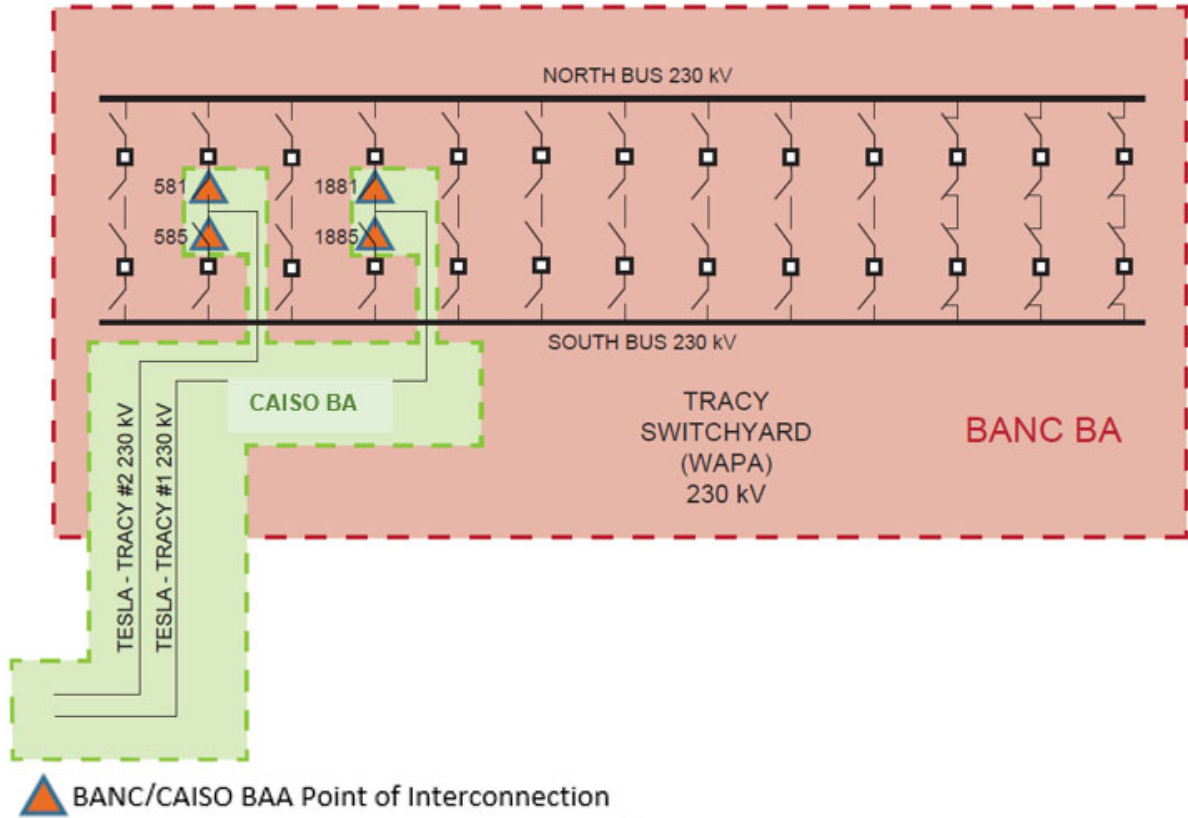 NORTH BUS 230 kV
581
1881
585
1885
SOUTH BUS 230 kV
CAISO BA
TRACY
SWITCHYARD
(WAPA)
230 kV
BANC BA
TESLA - TRACY #2 230 kV
TESLA - TRACY #1 230 kV
BANC/CAISO BAA Point of Interconnection